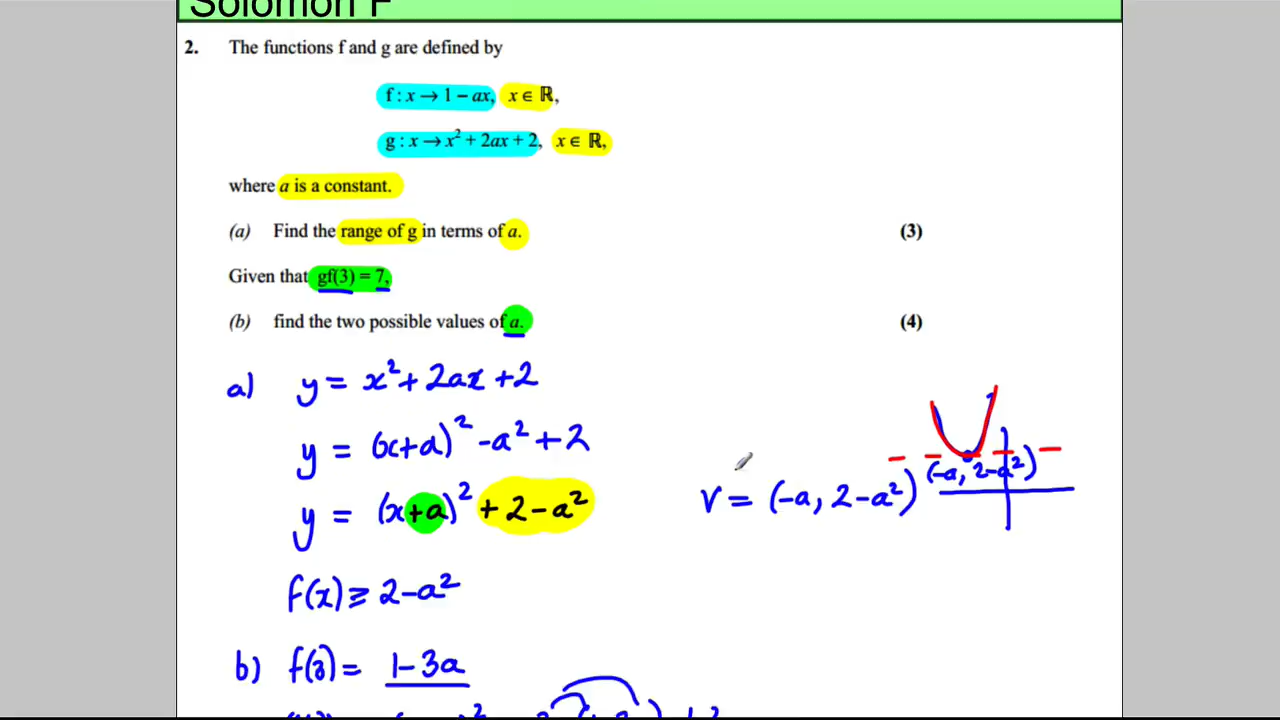 Solomon F
2. The functions f and g are defined by
f : x → 1 – ax, x ∈ ℝ,
g : x → x² + 2ax + 2, x ∈ ℝ,
where a is a constant.
(a) Find the range of g in terms of a. (3)
Given that gf(3) = 7,
(b) find the two possible values of a. (4)
a) y = x² + 2ax + 2
y = (x+a)² - a² + 2
y = (x+a)² + 2 - a²
V = (-a, 2-a²)
(-a, 2-a²)
f(x) ≥ 2-a²
b) f(3) = 1-3a